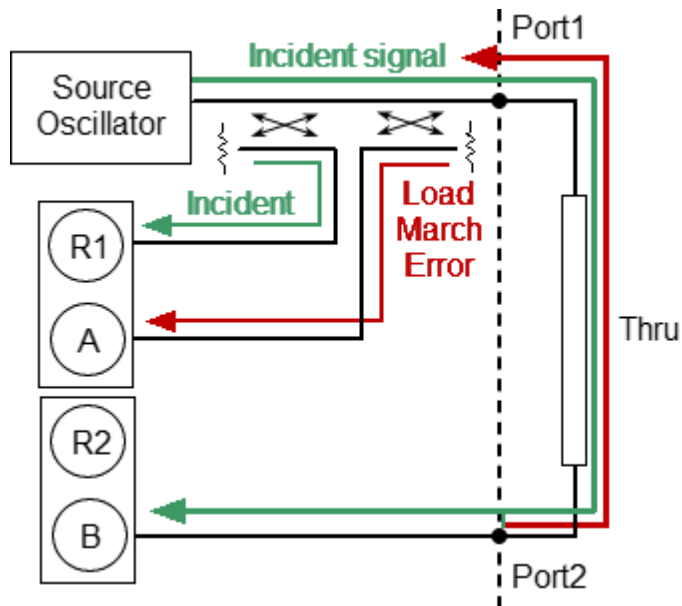 Port1
Incident signal
Source
Oscillator
Incident
Load
March
Error
R1
A
Thru
R2
B
Port2